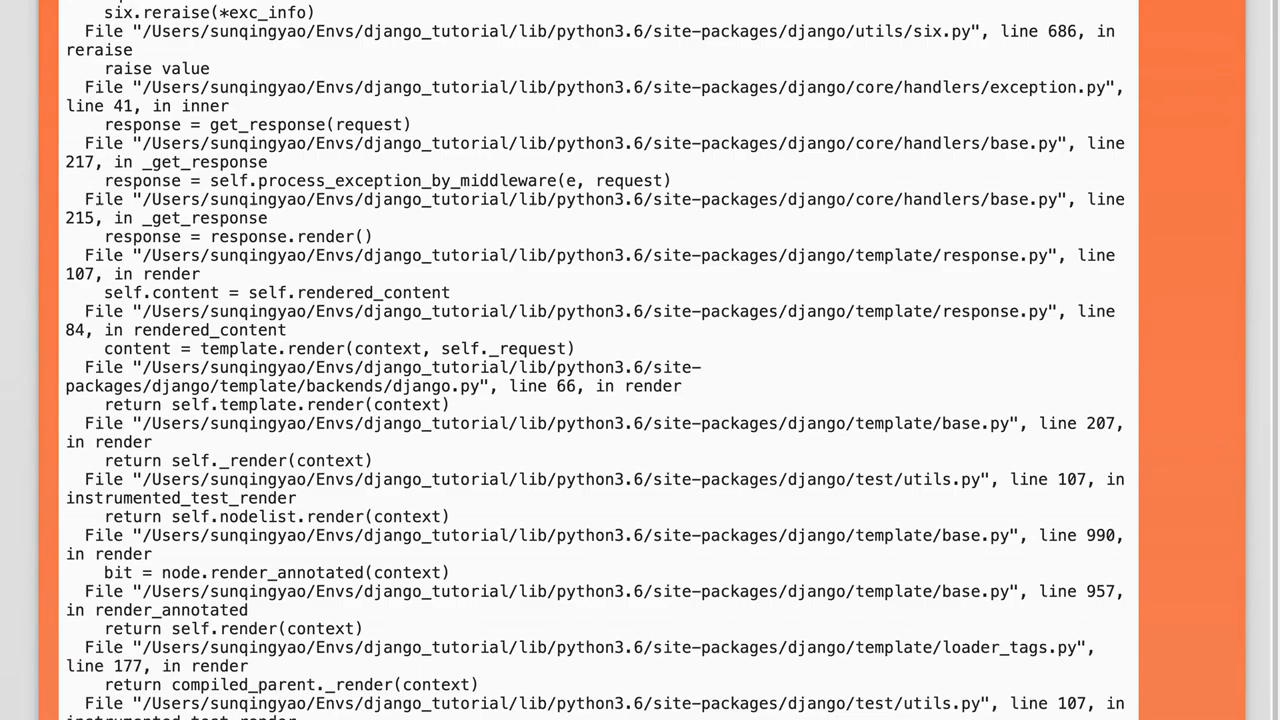 six.reraise(*exc_info)
File "/Users/sunqingyao/Envs/django_tutorial/lib/python3.6/site-packages/django/utils/six.py", line 686, in
reraise
raise value
File "/Users/sunqingyao/Envs/django_tutorial/lib/python3.6/site-packages/django/core/handlers/exception.py",
line 41, in inner
response = get_response(request)
File "/Users/sunqingyao/Envs/django_tutorial/lib/python3.6/site-packages/django/core/handlers/base.py", line
217, in _get_response
response = self.process_exception_by_middleware(e, request)
File "/Users/sunqingyao/Envs/django_tutorial/lib/python3.6/site-packages/django/core/handlers/base.py", line
215, in _get_response
response = response.render()
File "/Users/sunqingyao/Envs/django_tutorial/lib/python3.6/site-packages/django/template/response.py", line
107, in render
self.content = self.rendered_content
File "/Users/sunqingyao/Envs/django_tutorial/lib/python3.6/site-packages/django/template/response.py", line
84, in rendered_content
content = template.render(context, self._request)
File "/Users/sunqingyao/Envs/django_tutorial/lib/python3.6/site-
packages/django/template/backends/django.py", line 66, in render
return self.template.render(context)
File "/Users/sunqingyao/Envs/django_tutorial/lib/python3.6/site-packages/django/template/base.py", line 207,
in render
return self._render(context)
File "/Users/sunqingyao/Envs/django_tutorial/lib/python3.6/site-packages/django/test/utils.py", line 107, in
instrumented_test_render
return self.nodelist.render(context)
File "/Users/sunqingyao/Envs/django_tutorial/lib/python3.6/site-packages/django/template/base.py", line 990,
in render
bit = node.render_annotated(context)
File "/Users/sunqingyao/Envs/django_tutorial/lib/python3.6/site-packages/django/template/base.py", line 957,
in render_annotated
return self.render(context)
File "/Users/sunqingyao/Envs/django_tutorial/lib/python3.6/site-packages/django/template/loader_tags.py",
line 177, in render
return compiled_parent._render(context)
File "/Users/sunqingyao/Envs/django_tutorial/lib/python3.6/site-packages/django/test/utils.py", line 107, in